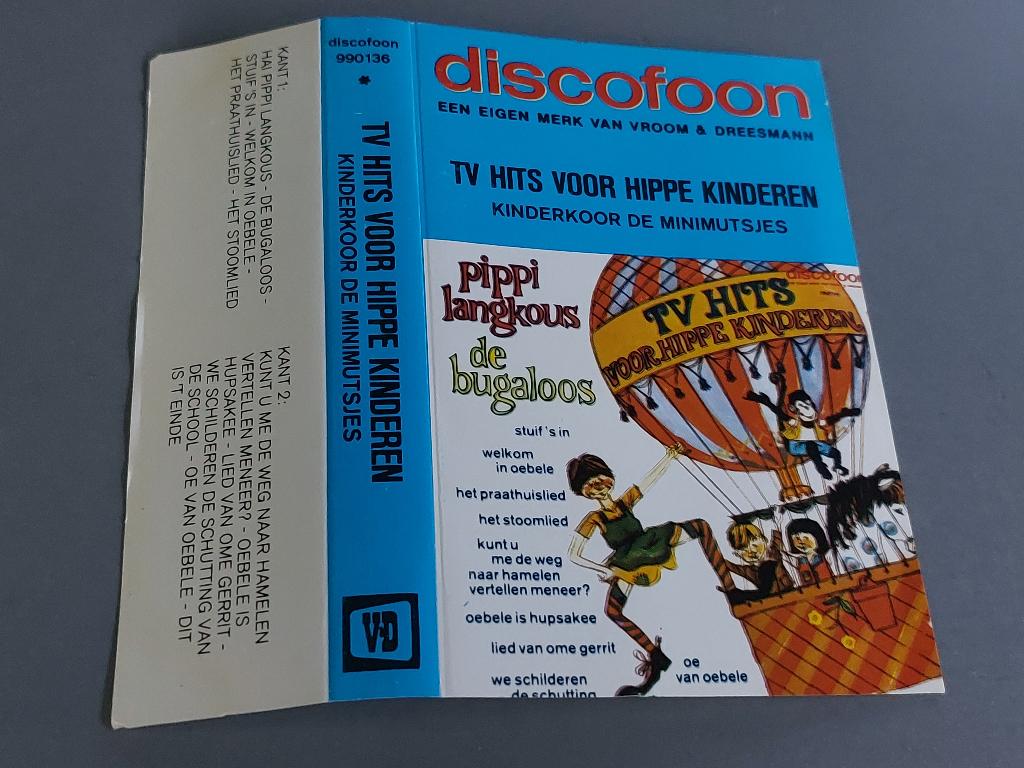 KANT 1:
HAI PIPPI LANGKOUS - DE BUGALOOS -
STUIF'S IN - WELKOM IN OEBELE -
HET PRAATHUISLIED - HET STOOMLIED
KANT 2:
KUNT U ME DE WEG NAAR HAMELEN
VERTELLEN MENEER? - OEBELE IS
HUPSAKEE - LIED VAN OME GERRIT -
WE SCHILDEREN DE SCHUTTING VAN
DE SCHOOL - OE VAN OEBELE - DIT
IS 'T EINDE
discofoon
990136
*
TV HITS VOOR HIPPE KINDEREN
KINDERKOOR DE MINIMUTSJES
V-D
discofoon
EEN EIGEN MERK VAN VROOM & DREESMANN
TV HITS VOOR HIPPE KINDEREN
KINDERKOOR DE MINIMUTSJES
pippi
langkous
de
bugaloos
stuif's in
welkom
in oebele
het praathuislied
het stoomlied
kunt u
me de weg
naar hamelen
vertellen meneer?
oebele is hupsakee
lied van ome gerrit
we schilderen
de schutting
oe
van oebele
discofoon
TV HITS
VOOR HIPPE KINDEREN